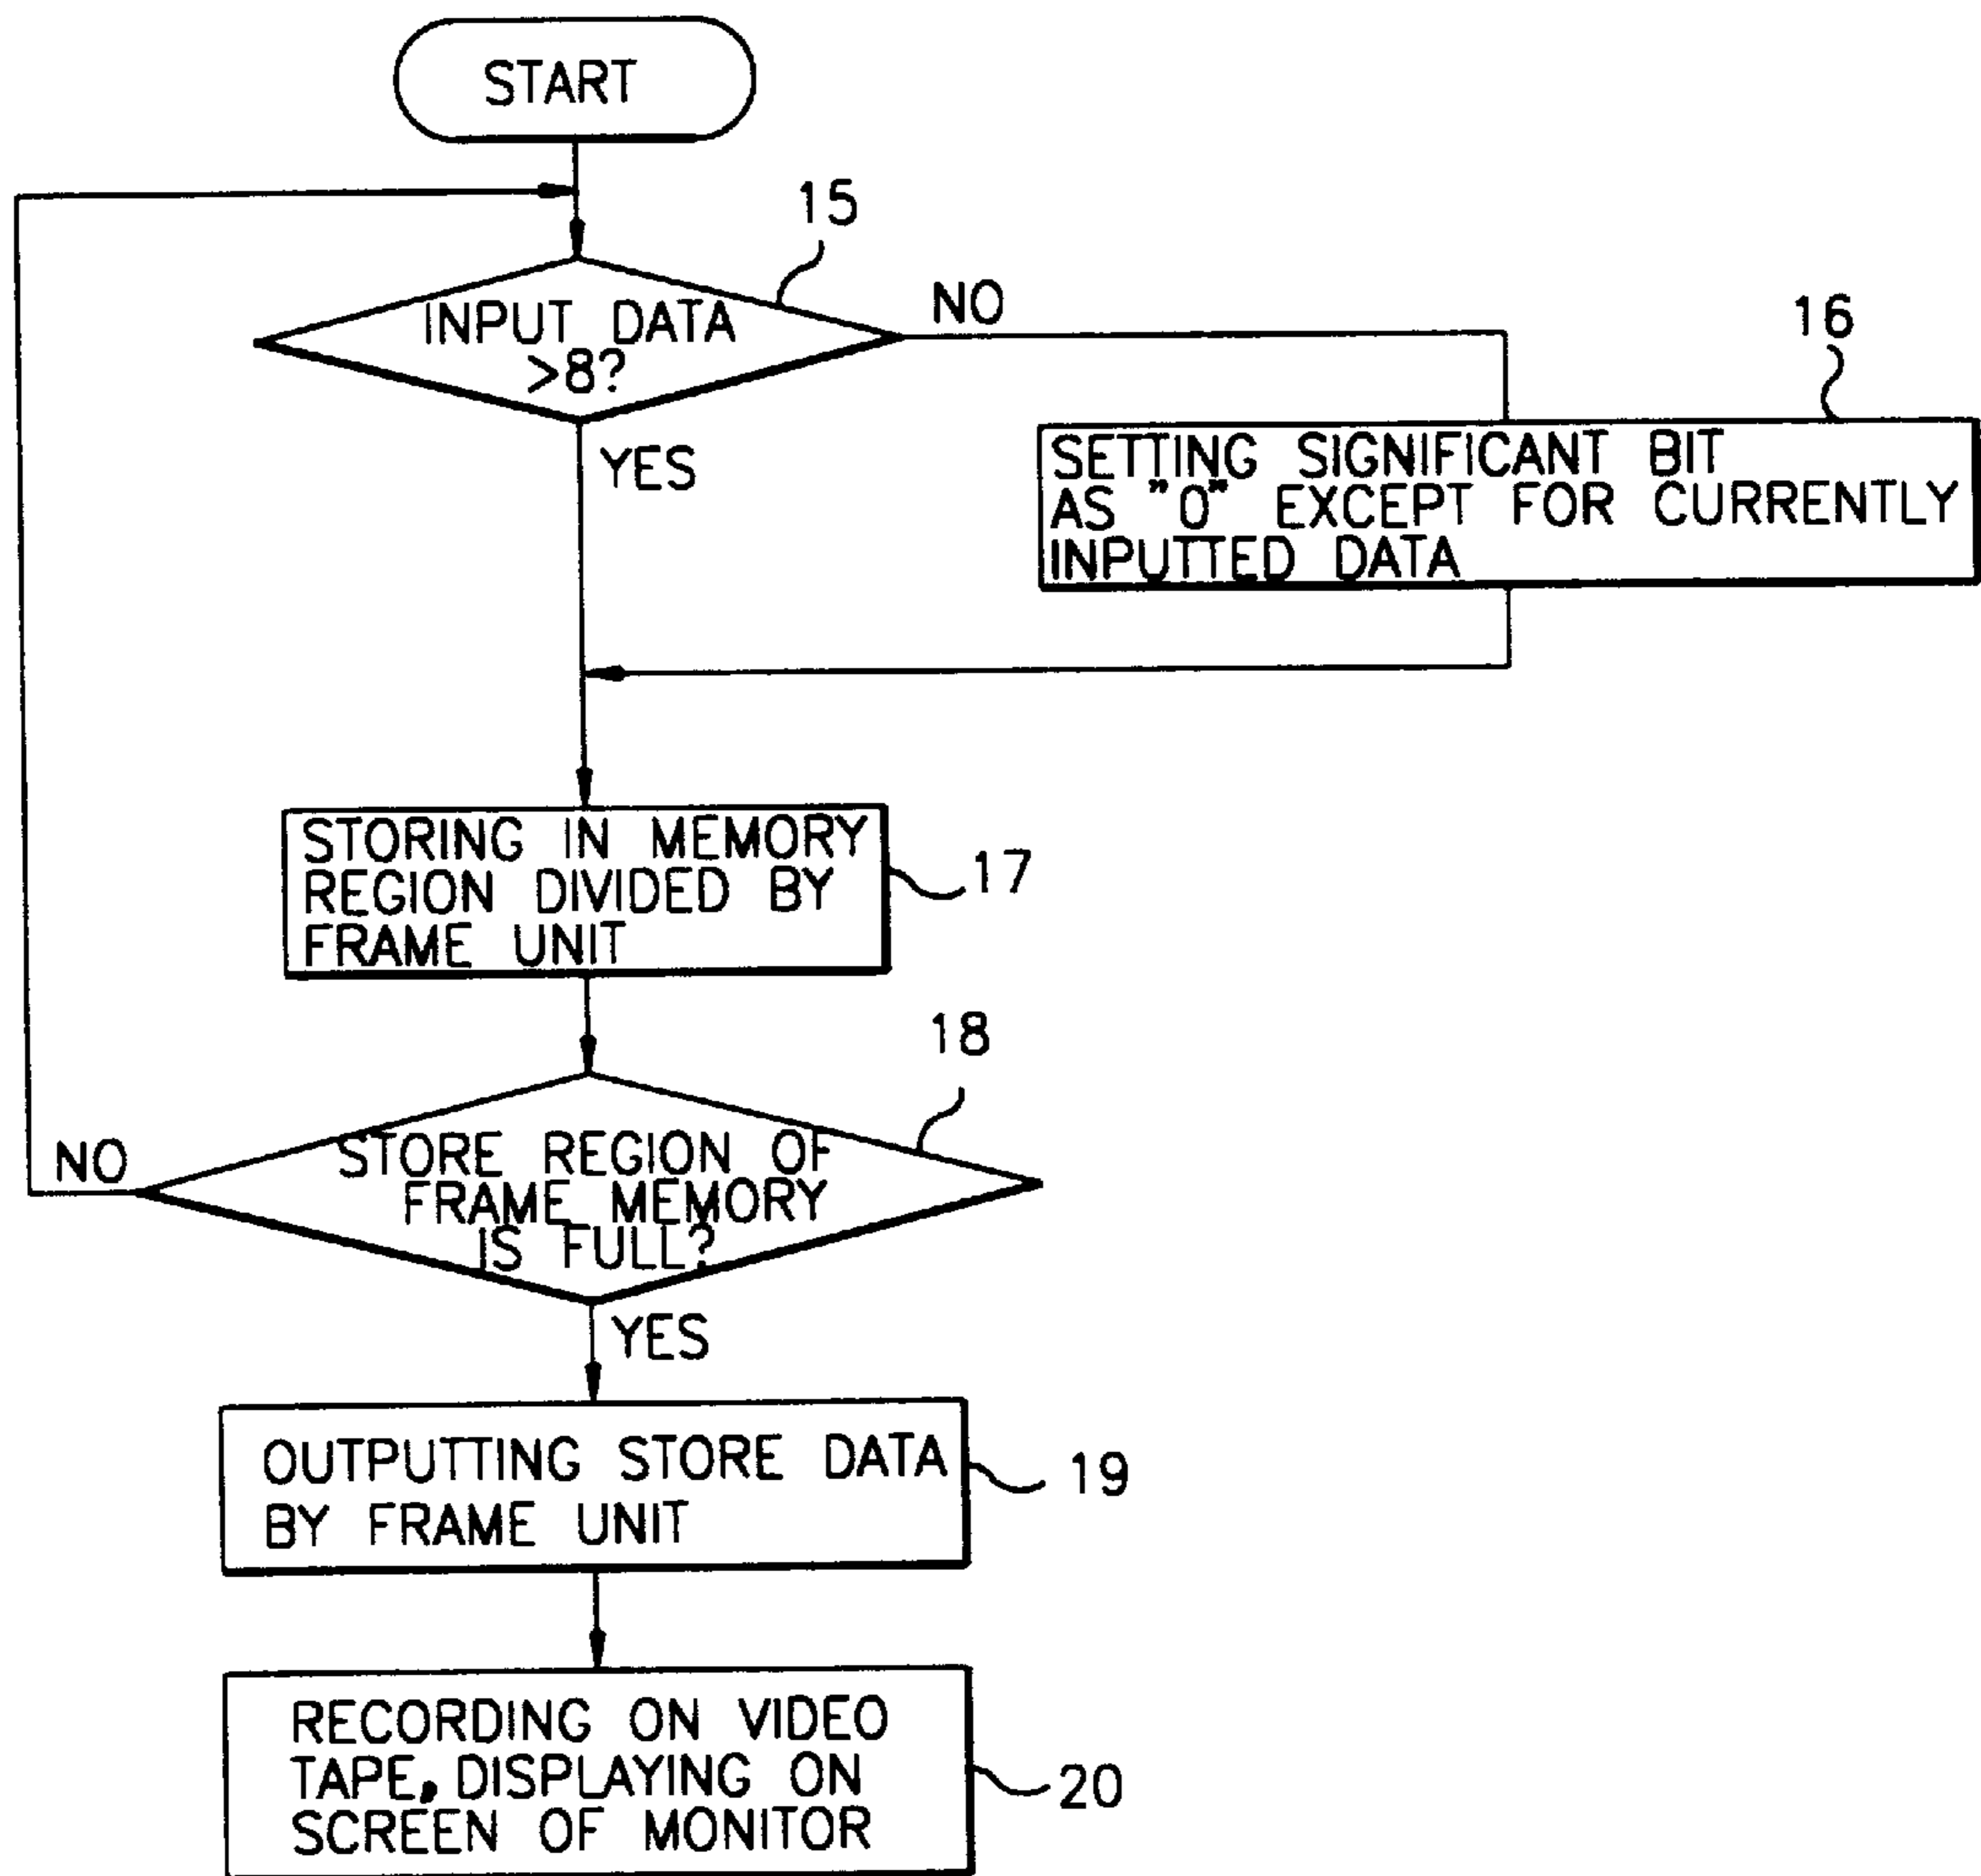 START
15
INPUT DATA
>8?
NO
16
YES
SETTING SIGNIFICANT BIT
AS "0" EXCEPT FOR CURRENTLY
INPUTTED DATA
STORING IN MEMORY
REGION DIVIDED BY
FRAME UNIT
17
18
NO
STORE REGION OF
FRAME MEMORY
IS FULL?
YES
OUTPUTTING STORE DATA
BY FRAME UNIT
19
RECORDING ON VIDEO
TAPE, DISPLAYING ON
SCREEN OF MONITOR
20